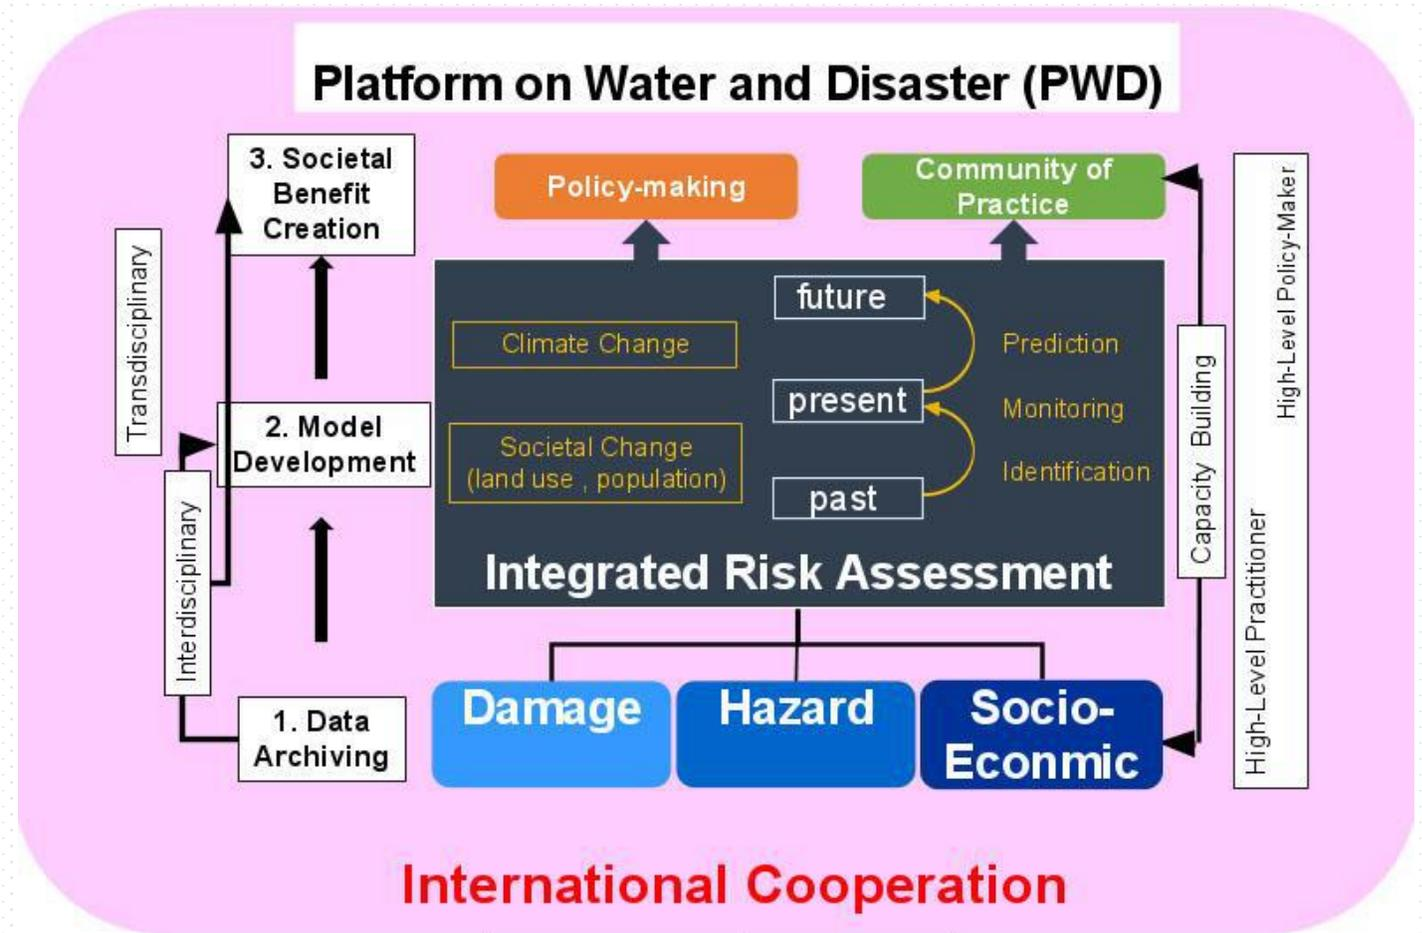 Platform on Water and Disaster (PWD)
3. Societal
Benefit
Creation
Policy-making
Community of
Practice
Transdisciplinary
High-Level Policy-Maker
future
Climate Change
Prediction
present
Monitoring
2. Model
Development
Societal Change
(land use , population)
Identification
past
Capacity Building
Interdisciplinary
High-Level Practitioner
Integrated Risk Assessment
1. Data
Archiving
Damage
Hazard
Socio-
Econmic
International Cooperation